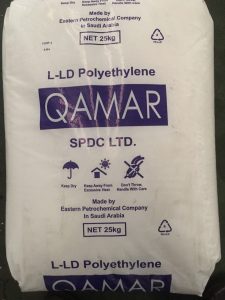 Made by
Eastern Petrochemical Company
in Saudi Arabia
NET 25kg
L-LD Polyethylene
QAMAR
SPDC LTD.
Keep Dry
Keep Away From
Excessive Heat
Don't Throw,
Handle With Care
Made by
Eastern Petrochemical Company
in Saudi Arabia
NET 25kg
L-LD Polyethylene
QAMAR